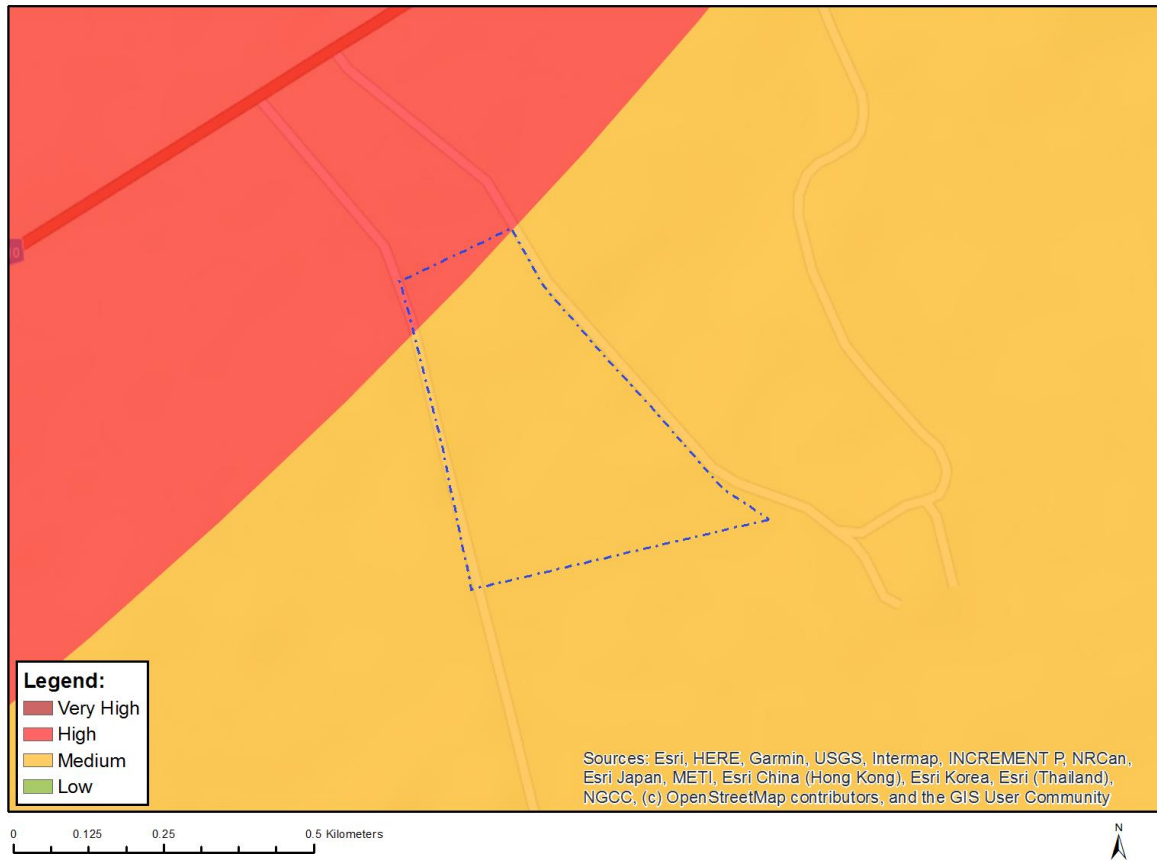 Legend:
Very High
High
Medium
Low
Sources: Esri, HERE, Garmin, USGS, Intermap, INCREMENT P, NRCan,
Esri Japan, METI, Esri China (Hong Kong), Esri Korea, Esri (Thailand),
NGCC, (c) OpenStreetMap contributors, and the GIS User Community
0 0.125 0.25 0.5 Kilometers
N